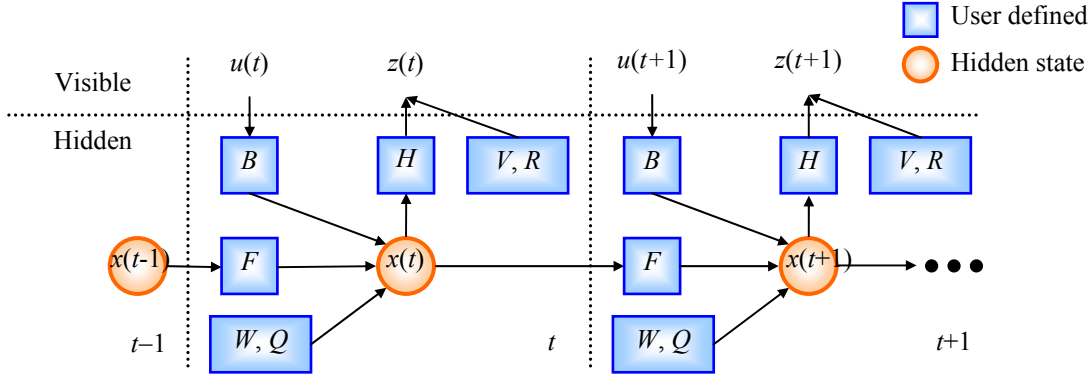 User defined
Hidden state
u(t) z(t) u(t+1) z(t+1)
Visible
Hidden
B H V, R B H V, R
x(t-1) F x(t) F x(t+1)
W, Q W, Q
t–1 t t+1